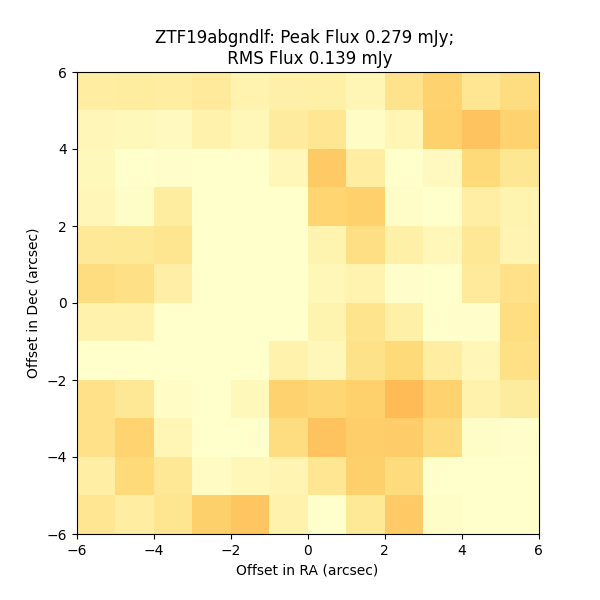 ZTF19abgndlf: Peak Flux 0.279 mJy;
RMS Flux 0.139 mJy
6
4
2
0
−2
−4
−6
Offset in Dec (arcsec)
−6 −4 −2 0 2 4 6
Offset in RA (arcsec)